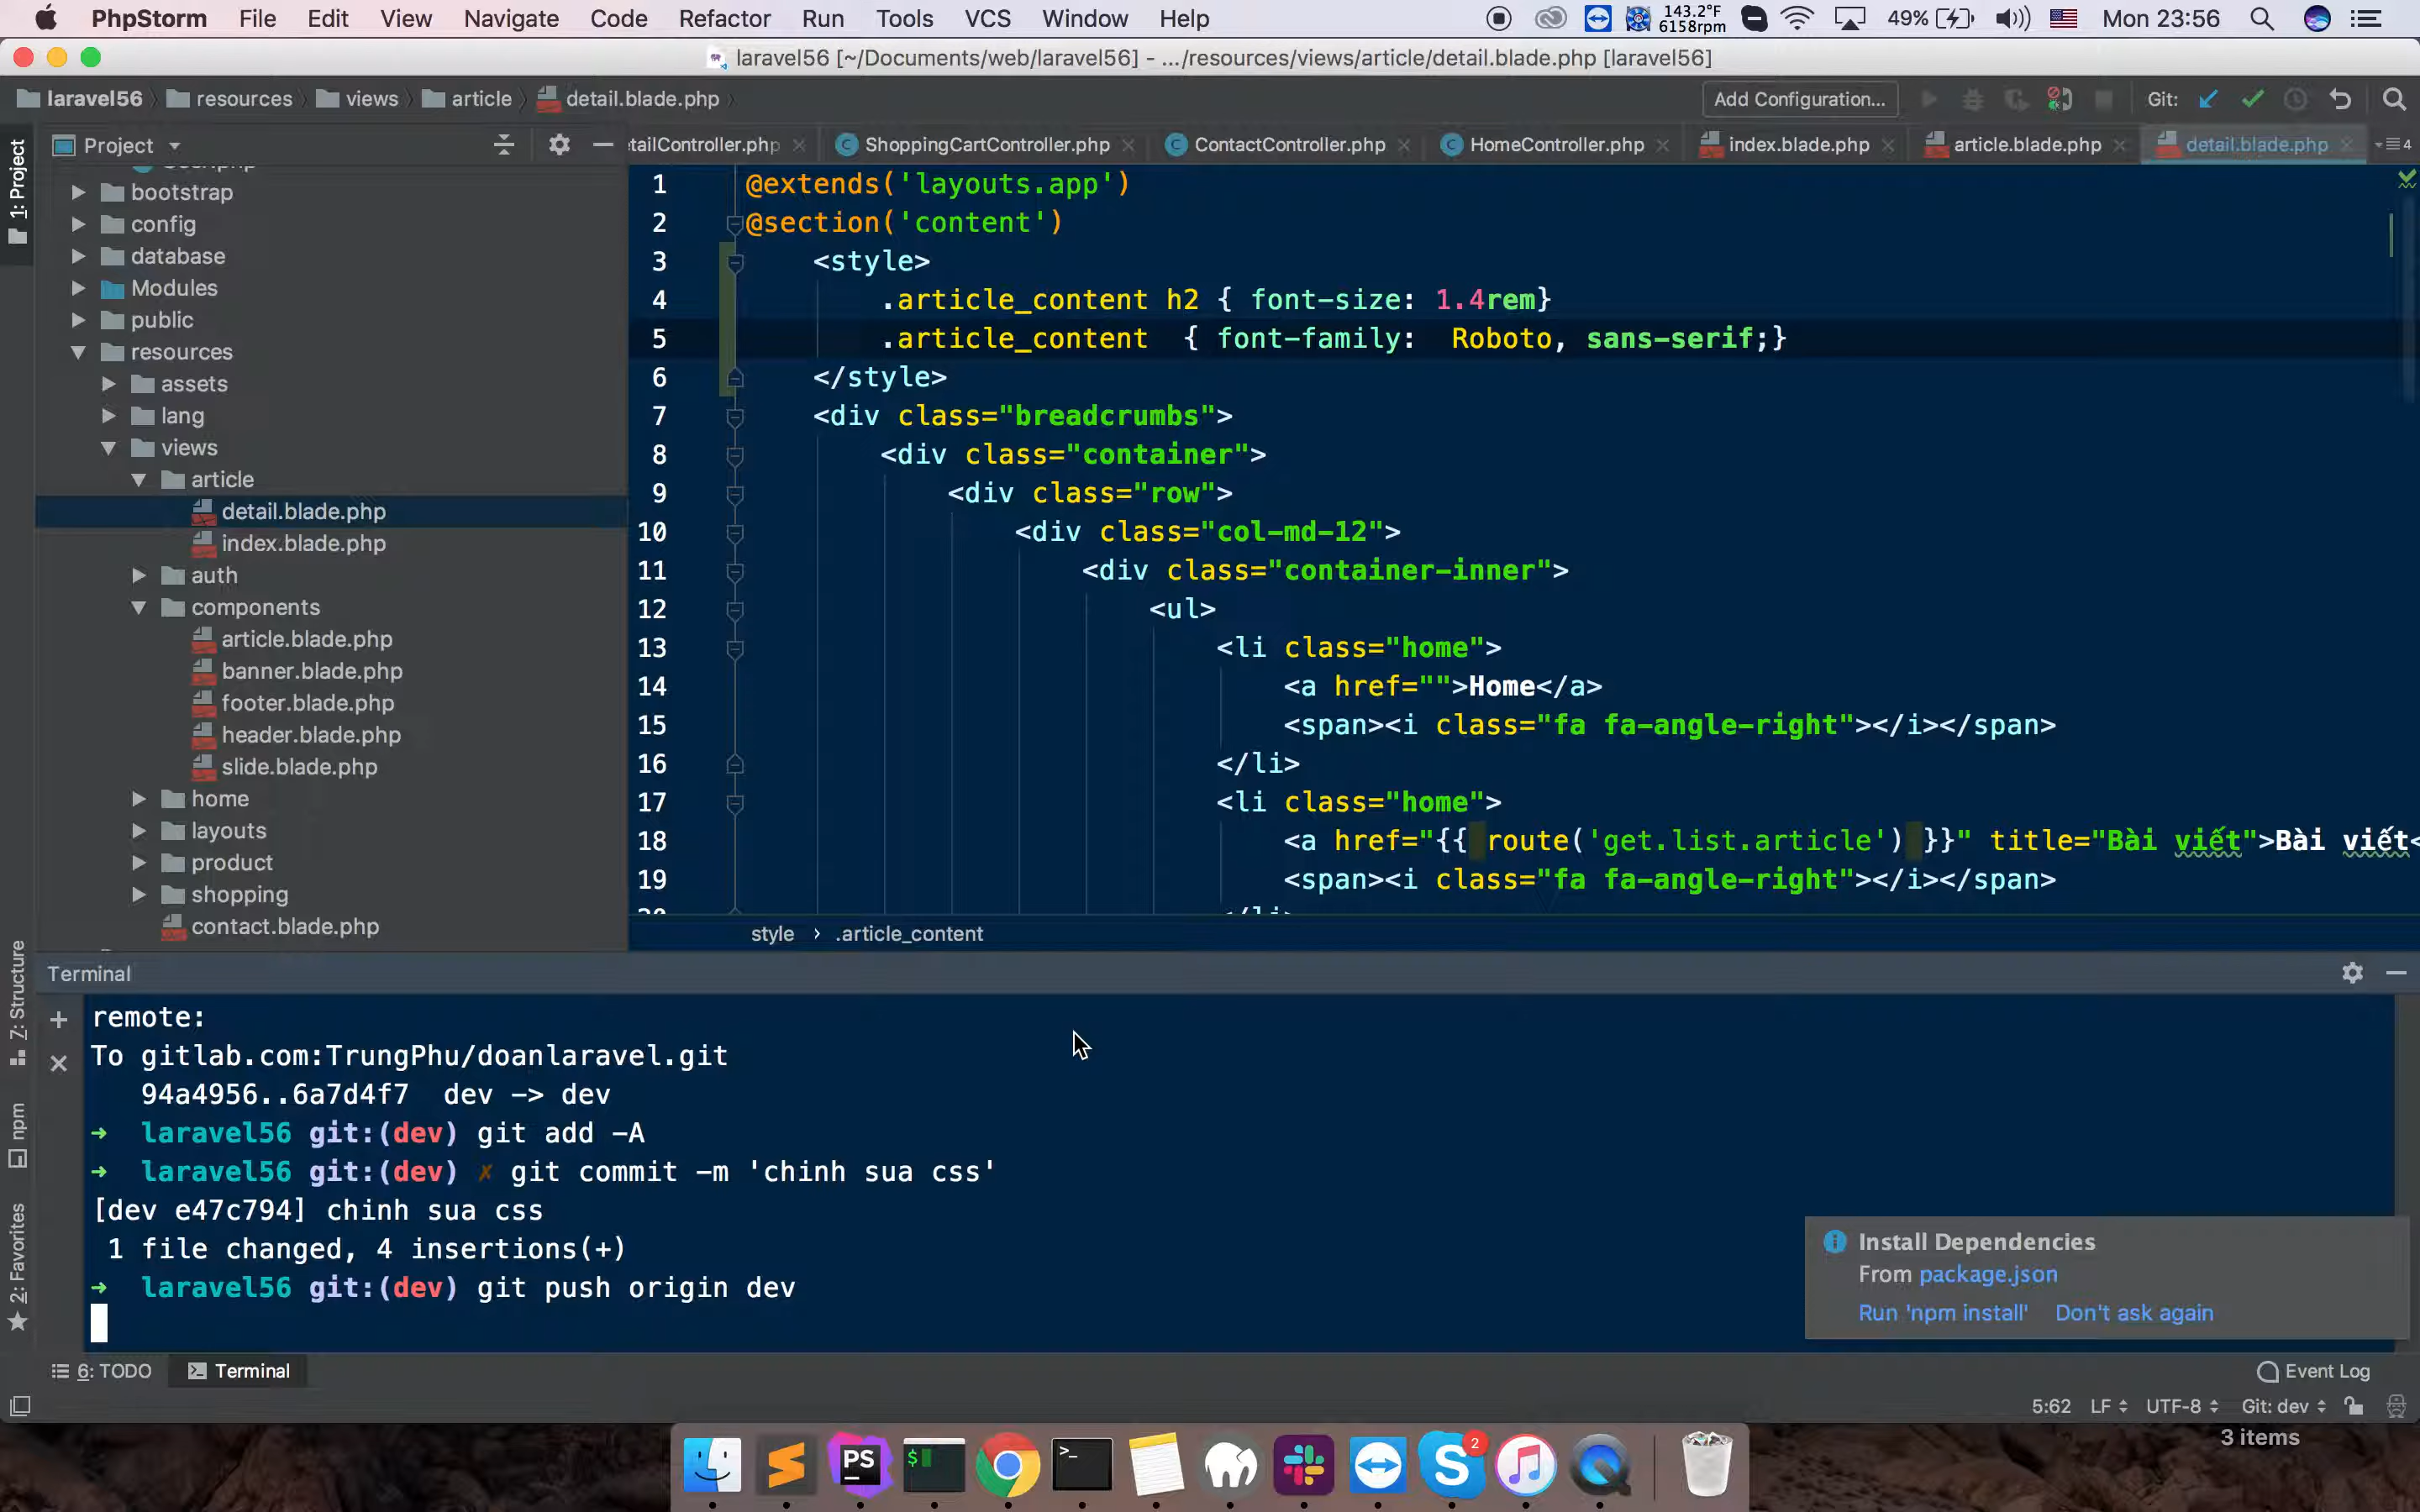 PhpStorm File Edit View Navigate Code Refactor Run Tools VCS Window Help 143.2°F 6158rpm 49% Mon 23:56
laravel56 [~/Documents/web/laravel56] - .../resources/views/article/detail.blade.php [laravel56]
laravel56 resources views article detail.blade.php Add Configuration... Git:
Project tailController.php ShoppingCartController.php ContactController.php HomeController.php index.blade.php article.blade.php detail.blade.php 4
1: Project
bootstrap
config
database
Modules
public
resources
assets
lang
views
article
detail.blade.php
index.blade.php
auth
components
article.blade.php
banner.blade.php
footer.blade.php
header.blade.php
slide.blade.php
home
layouts
product
shopping
contact.blade.php
1 @extends('layouts.app')
2 @section('content')
3 <style>
4 .article_content h2 { font-size: 1.4rem}
5 .article_content  { font-family:  Roboto, sans-serif;}
6 </style>
7 <div class="breadcrumbs">
8 <div class="container">
9 <div class="row">
10 <div class="col-md-12">
11 <div class="container-inner">
12 <ul>
13 <li class="home">
14 <a href="">Home</a>
15 <span><i class="fa fa-angle-right"></i></span>
16 </li>
17 <li class="home">
18 <a href="{{ route('get.list.article') }}" title="Bài viết">Bài viết<
19 <span><i class="fa fa-angle-right"></i></span>
20 </li>
style › .article_content
Z: Structure
npm
2: Favorites
Terminal
remote:
To gitlab.com:TrungPhu/doanlaravel.git
94a4956..6a7d4f7  dev -> dev
➜  laravel56 git:(dev) git add -A
➜  laravel56 git:(dev) ✗ git commit -m 'chinh sua css'
[dev e47c794] chinh sua css
1 file changed, 4 insertions(+)
➜  laravel56 git:(dev) git push origin dev
Install Dependencies
From package.json
Run 'npm install' Don't ask again
6: TODO Terminal Event Log
5:62 LF UTF-8 Git: dev
3 items
PS
$
>_
S 2